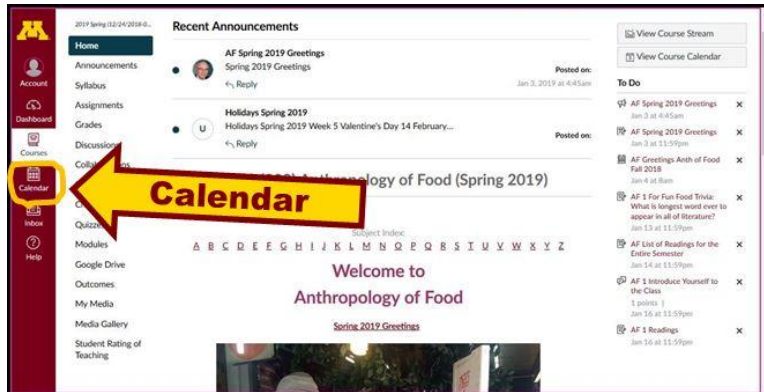 M
Account
Dashboard
Courses
Calendar
Inbox
Help
2019 Spring (12/24/2018-0...
Home
Announcements
Syllabus
Assignments
Grades
Discussions
Quizzes
Modules
Google Drive
Outcomes
My Media
Media Gallery
Student Rating of
Teaching
Recent Announcements
AF Spring 2019 Greetings
Spring 2019 Greetings
Reply
Posted on:
Jan 3, 2019 at 4:45am
U
Holidays Spring 2019
Holidays Spring 2019 Week 5 Valentine's Day 14 February...
Reply
Posted on:
Anthropology of Food (Spring 2019)
Calendar
Subject Index:
A B C D E F G H I J K L M N O P Q R S T U V W X Y Z
Welcome to
Anthropology of Food
Spring 2019 Greetings
View Course Stream
View Course Calendar
To Do
AF Spring 2019 Greetings
Jan 3 at 4:45am
AF Spring 2019 Greetings
Jan 3 at 11:59pm
AF Greetings Anth of Food
Fall 2018
Jan 4 at 8am
AF 1 For Fun Food Trivia:
What is longest word ever to
appear in all of literature?
Jan 13 at 11:59pm
AF List of Readings for the
Entire Semester
Jan 14 at 11:59pm
AF 1 Introduce Yourself to
the Class
1 points |
Jan 16 at 11:59pm
AF 1 Readings
Jan 16 at 11:59pm